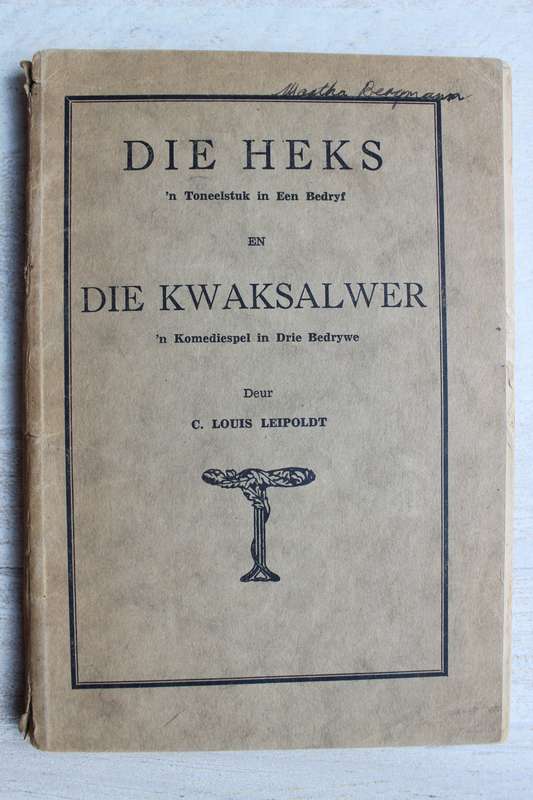 Martha Bergmann
DIE HEKS
'n Toneelstuk in Een Bedryf
EN
DIE KWAKSALWER
'n Komediespel in Drie Bedrywe
Deur
C. LOUIS LEIPOLDT